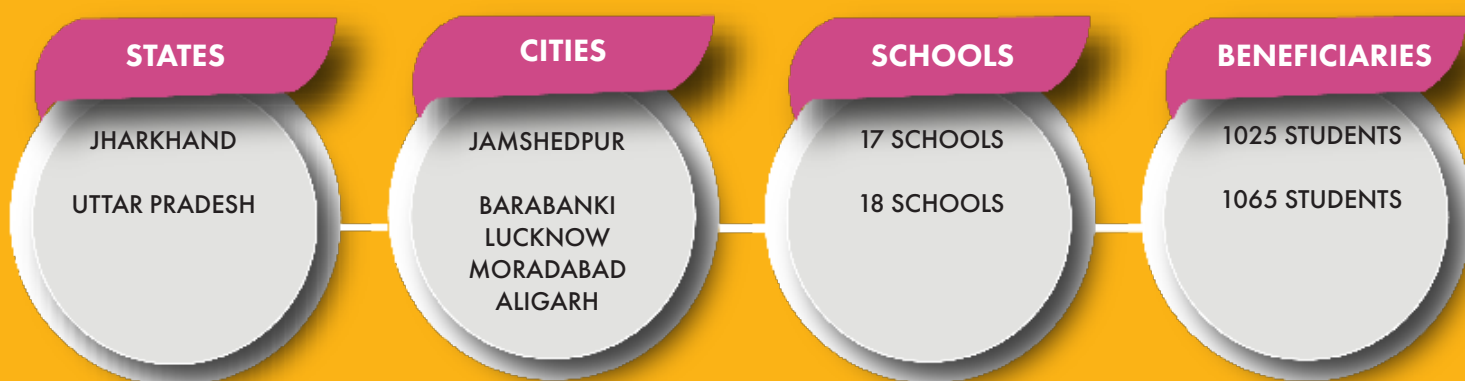 STATES
JHARKHAND
UTTAR PRADESH
CITIES
JAMSHEDPUR
BARABANKI
LUCKNOW
MORADABAD
ALIGARH
SCHOOLS
17 SCHOOLS
18 SCHOOLS
BENEFICIARIES
1025 STUDENTS
1065 STUDENTS